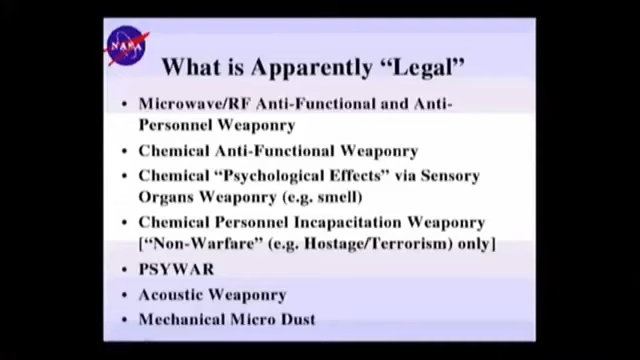 NASA
What is Apparently “Legal”
• Microwave/RF Anti-Functional and Anti-
Personnel Weaponry
• Chemical Anti-Functional Weaponry
• Chemical “Psychological Effects” via Sensory
Organs Weaponry (e.g. smell)
• Chemical Personnel Incapacitation Weaponry
[“Non-Warfare” (e.g. Hostage/Terrorism) only]
• PSYWAR
• Acoustic Weaponry
• Mechanical Micro Dust